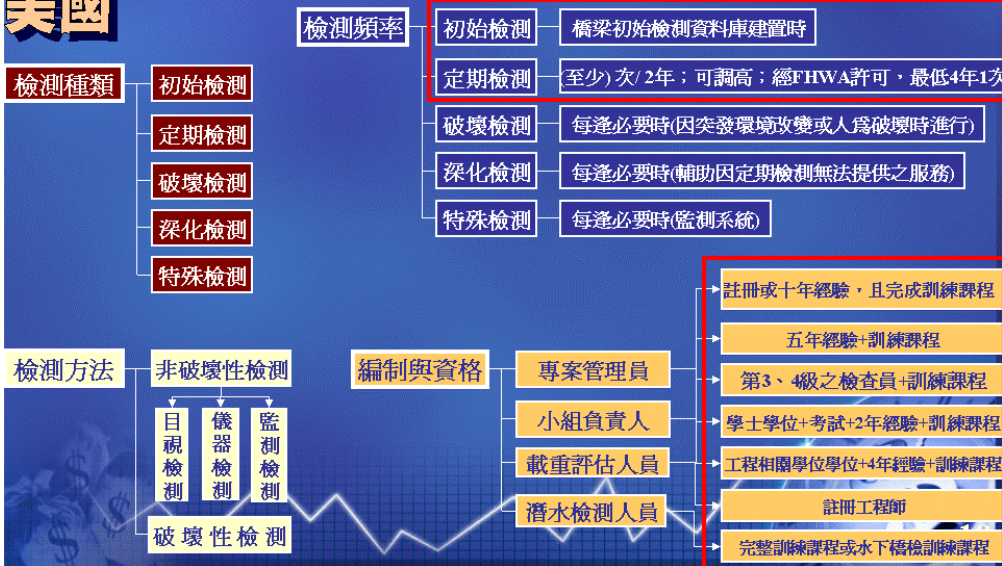 美國
檢測頻率
初始檢測
橋梁初始檢測資料庫建置時
定期檢測
(至少)次/2年；可調高；經FHWA許可，最低4年1次
破壞檢測
每逢必要時(因突發環境改變或人為破壞時進行)
深化檢測
每逢必要時(輔助因定期檢測無法提供之服務)
特殊檢測
每逢必要時(監測系統)
檢測種類
初始檢測
定期檢測
破壞檢測
深化檢測
特殊檢測
檢測方法
非破壞性檢測
目視檢測
儀器檢測
監測檢測
破壞性檢測
編制與資格
專案管理員
小組負責人
載重評估人員
潛水檢測人員
註冊或十年經驗，且完成訓練課程
五年經驗+訓練課程
第3、4級之檢查員+訓練課程
學士學位+考試+2年經驗+訓練課程
工程相關學位學位+4年經驗+訓練課程
註冊工程師
完整訓練課程或水下橋檢訓練課程